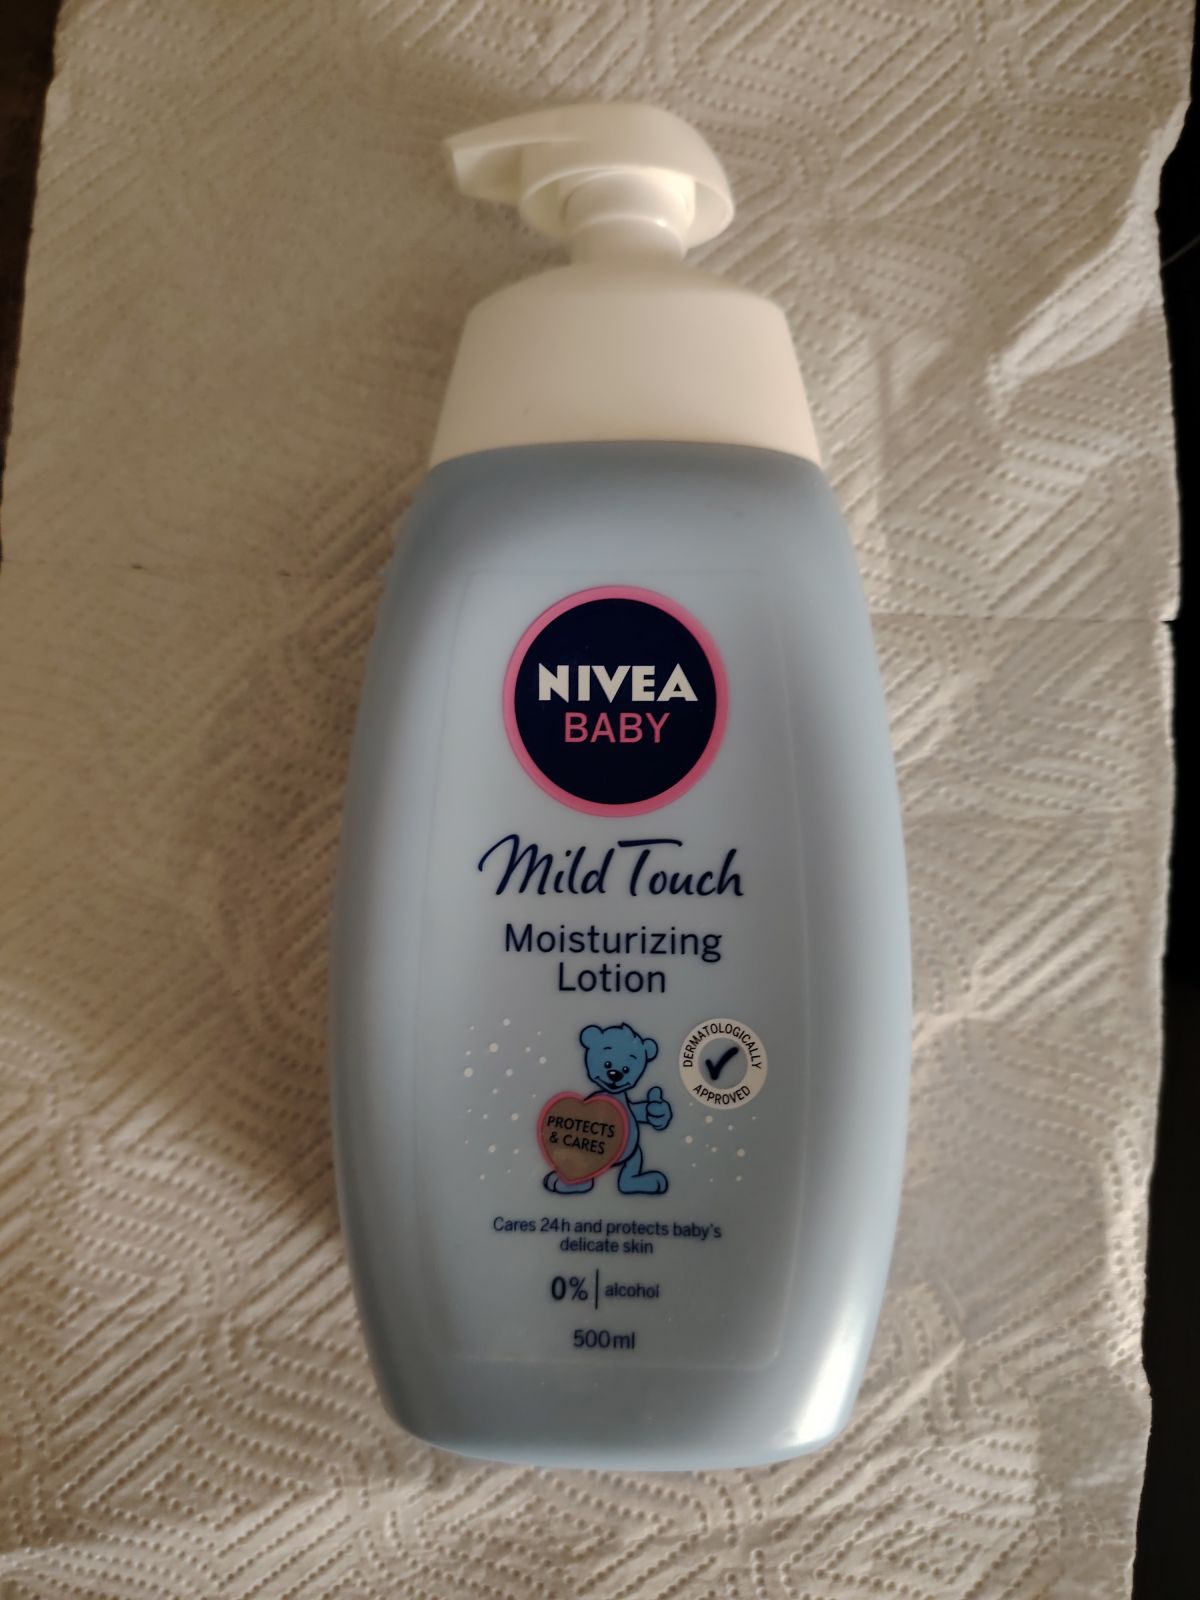 NIVEA
BABY
Mild Touch
Moisturizing
Lotion
DERMATOLOGICALLY
APPROVED
PROTECTS
& CARES
Cares 24h and protects baby's
delicate skin
0% | alcohol
500ml